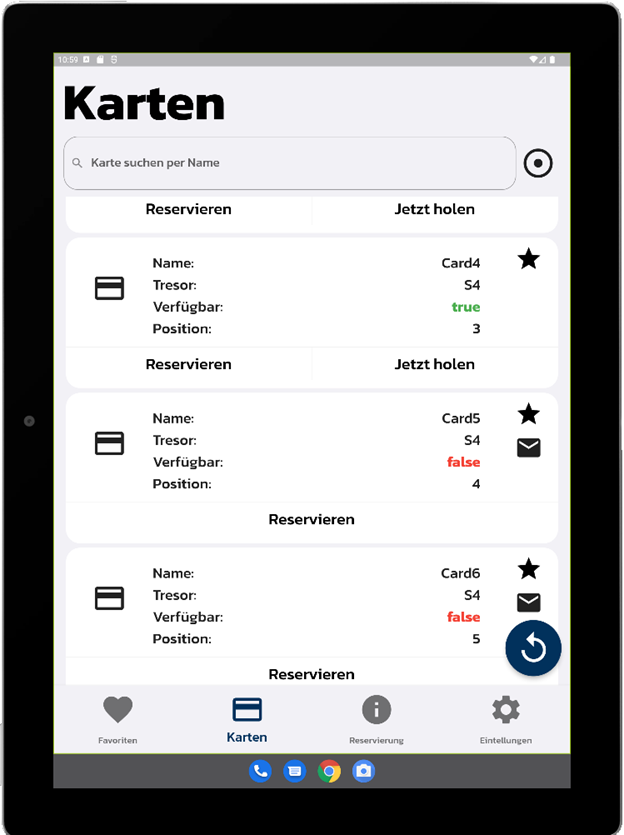 10:59
Karten
Karte suchen per Name
Reservieren Jetzt holen
Name: Card4
Tresor: S4
Verfügbar: true
Position: 3
Reservieren Jetzt holen
Name: Card5
Tresor: S4
Verfügbar: false
Position: 4
Reservieren
Name: Card6
Tresor: S4
Verfügbar: false
Position: 5
Reservieren
Favoriten Karten Reservierung Einstellungen